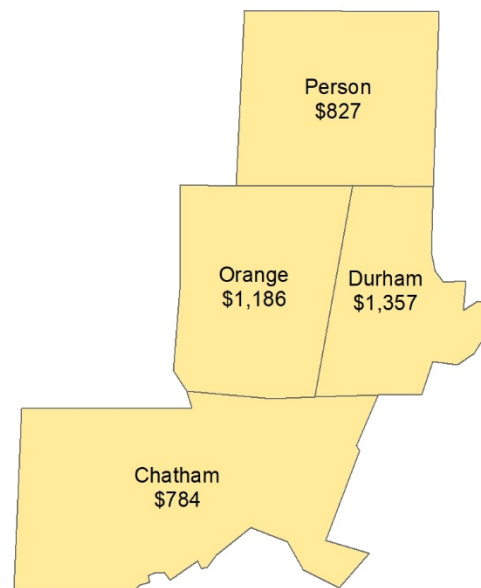 Person
$827
Orange
$1,186
Durham
$1,357
Chatham
$784